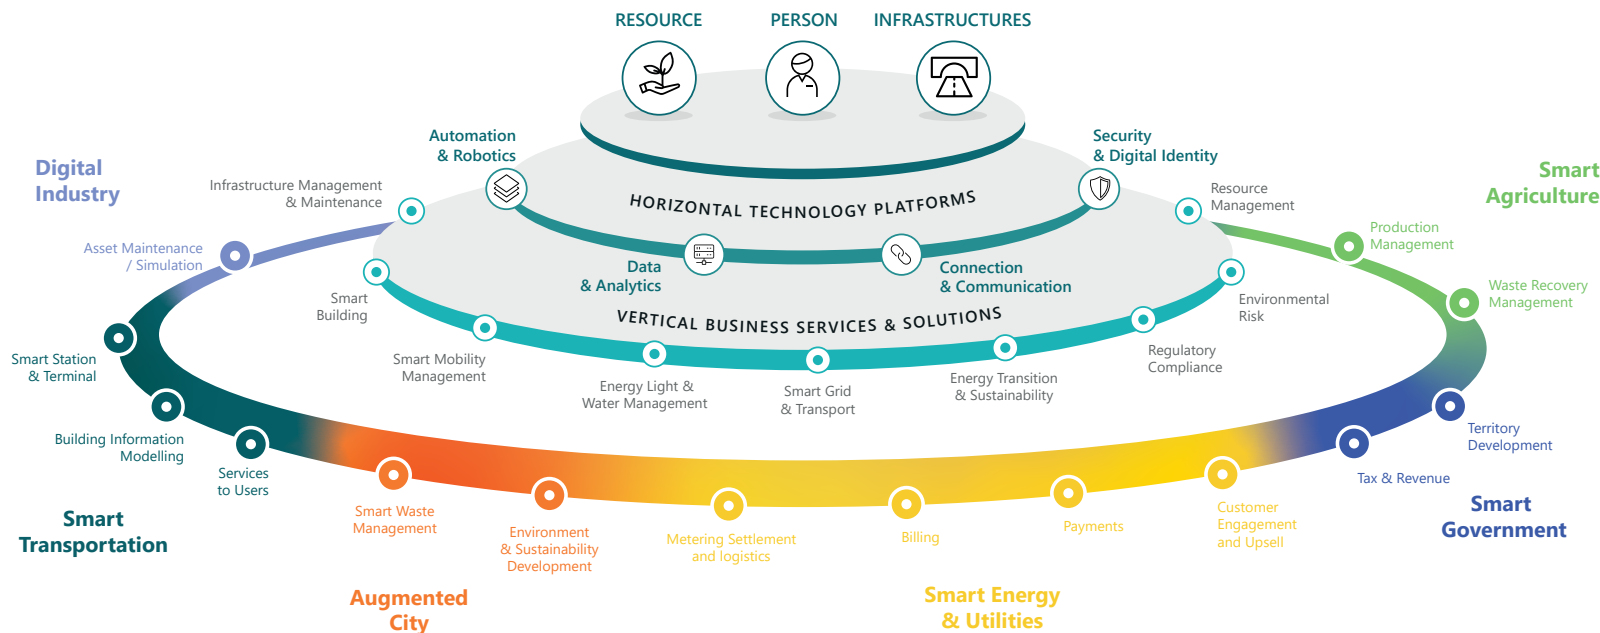 RESOURCE
PERSON
INFRASTRUCTURES
Automation
& Robotics
Security
& Digital Identity
Digital
Industry
Smart
Agriculture
Infrastructure Management
& Maintenance
HORIZONTAL TECHNOLOGY PLATFORMS
Resource
Management
Asset Maintenance
/ Simulation
Production
Management
Data
& Analytics
Connection
& Communication
Waste Recovery
Management
Smart
Building
VERTICAL BUSINESS SERVICES & SOLUTIONS
Environmental
Risk
Smart Station
& Terminal
Smart Mobility
Management
Energy Light &
Water Management
Smart Grid
& Transport
Energy Transition
& Sustainability
Regulatory
Compliance
Building Information
Modelling
Territory
Development
Services
to Users
Tax & Revenue
Smart
Transportation
Smart
Government
Smart Waste
Management
Environment
& Sustainability
Development
Metering Settlement
and logistics
Billing
Payments
Customer
Engagement
and Upsell
Augmented
City
Smart Energy
& Utilities